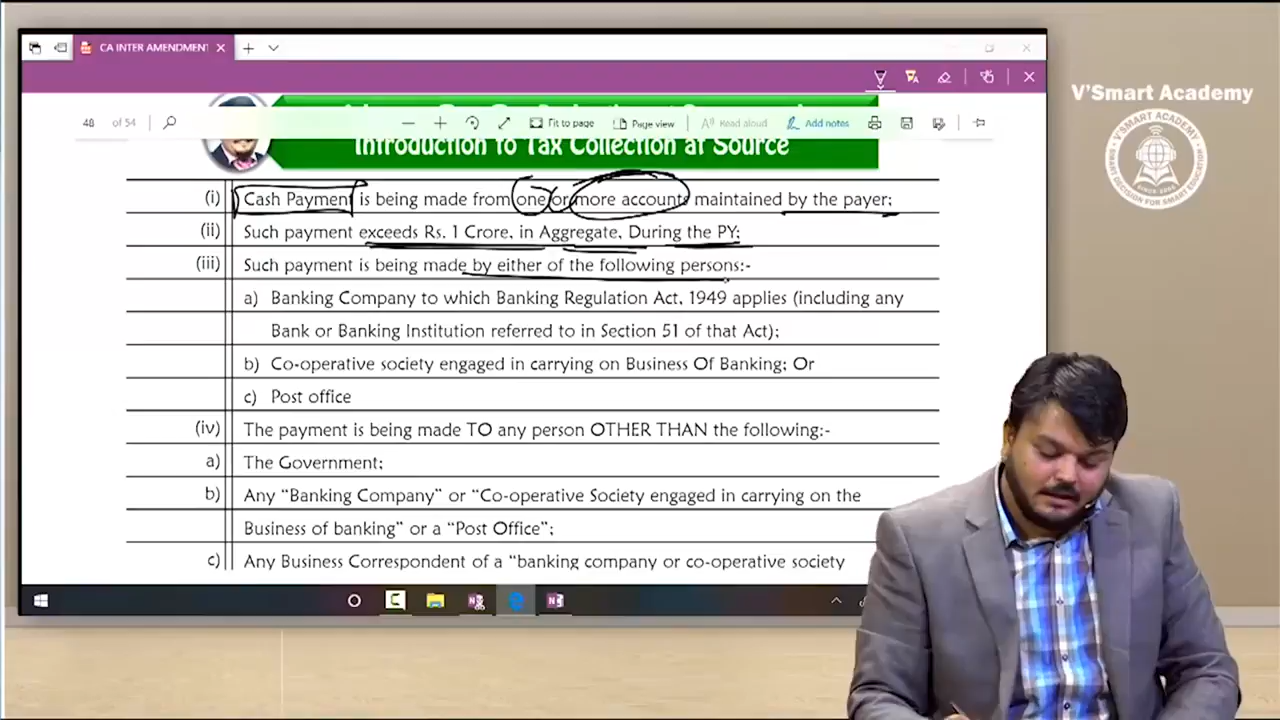 CA INTER AMENDMENT
V'Smart Academy
48 of 54
Fit to page
Page view
Read aloud
Add notes
Introduction to Tax Collection at Source
V SMART ACADEMY
(i) Cash Payment is being made from one or more accounts maintained by the payer;
(ii) Such payment exceeds Rs. 1 Crore, in Aggregate, During the PY;
(iii) Such payment is being made by either of the following persons:-
a) Banking Company to which Banking Regulation Act, 1949 applies (including any
Bank or Banking Institution referred to in Section 51 of that Act);
b) Co-operative society engaged in carrying on Business Of Banking; Or
c) Post office
(iv) The payment is being made TO any person OTHER THAN the following:-
a) The Government;
b) Any “Banking Company” or “Co-operative Society engaged in carrying on the
Business of banking” or a “Post Office”;
c) Any Business Correspondent of a “banking company or co-operative society